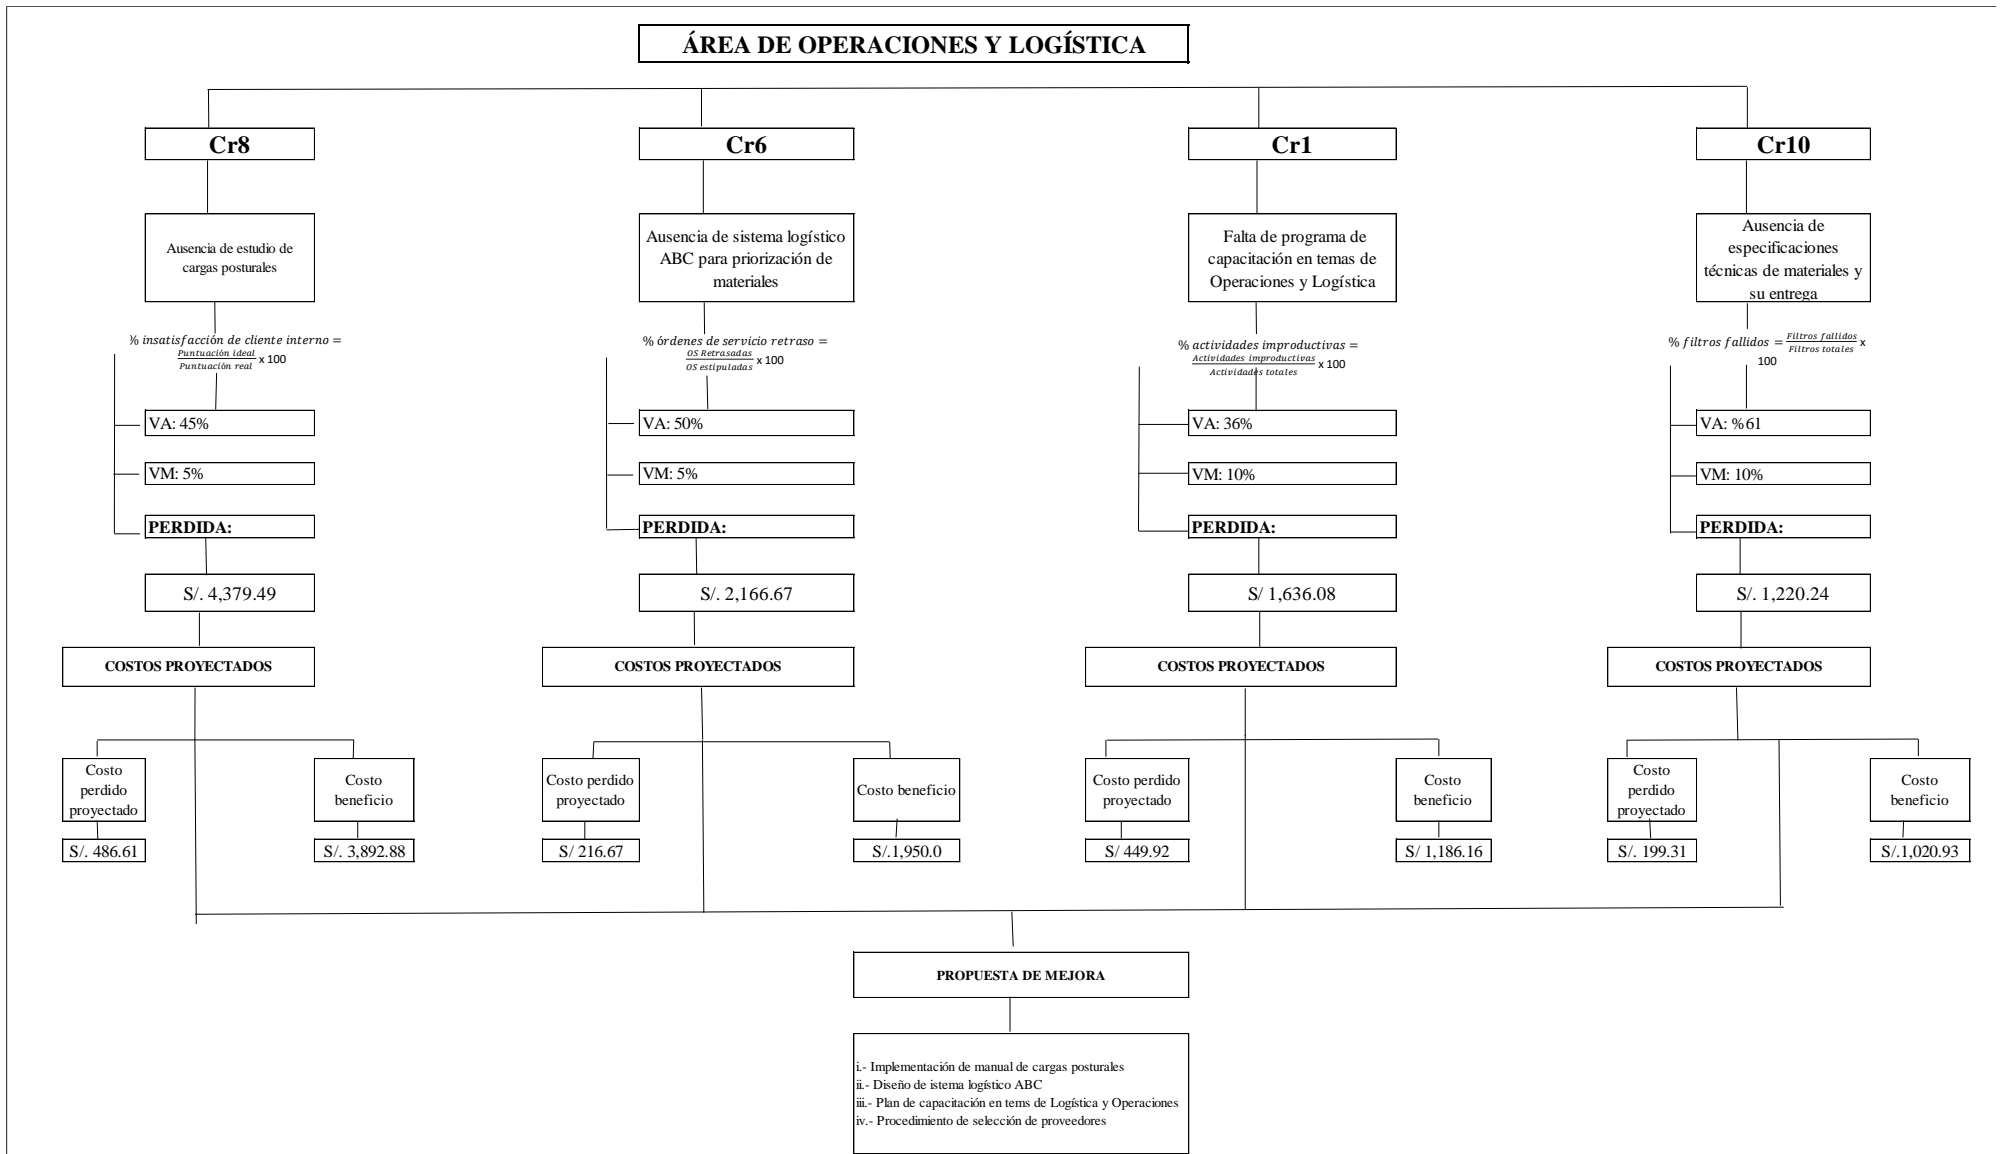 ÁREA DE OPERACIONES Y LOGÍSTICA
Cr8
Cr6
Cr1
Cr10
Ausencia de estudio de
cargas posturales
Ausencia de sistema logístico
ABC para priorización de
materiales
Falta de programa de
capacitación en temas de
Operaciones y Logística
Ausencia de
especificaciones
técnicas de materiales y
su entrega
% insatisfacción de cliente interno =
Puntuación ideal
Puntuación real
x 100
% órdenes de servicio retraso =
OS Retrasadas
OS estipuladas
x 100
% actividades improductivas =
Actividades improductivas
Actividades totales
x 100
% filtros fallidos = Filtros fallidos
Filtros totales
x
100
VA: 45%
VA: 50%
VA: 36%
VA: %61
VM: 5%
VM: 5%
VM: 10%
VM: 10%
PERDIDA:
PERDIDA:
PERDIDA:
PERDIDA:
S/. 4,379.49
S/. 2,166.67
S/ 1,636.08
S/. 1,220.24
COSTOS PROYECTADOS
COSTOS PROYECTADOS
COSTOS PROYECTADOS
COSTOS PROYECTADOS
Costo
perdido
proyectado
Costo
beneficio
Costo perdido
proyectado
Costo beneficio
Costo perdido
proyectado
Costo
beneficio
Costo
perdido
proyectado
Costo
beneficio
S/. 486.61
S/. 3,892.88
S/ 216.67
S/.1,950.0
S/ 449.92
S/ 1,186.16
S/. 199.31
S/.1,020.93
PROPUESTA DE MEJORA
i.- Implementación de manual de cargas posturales
ii.- Diseño de istema logístico ABC
iii.- Plan de capacitación en tems de Logística y Operaciones
iv.- Procedimiento de selección de proveedores